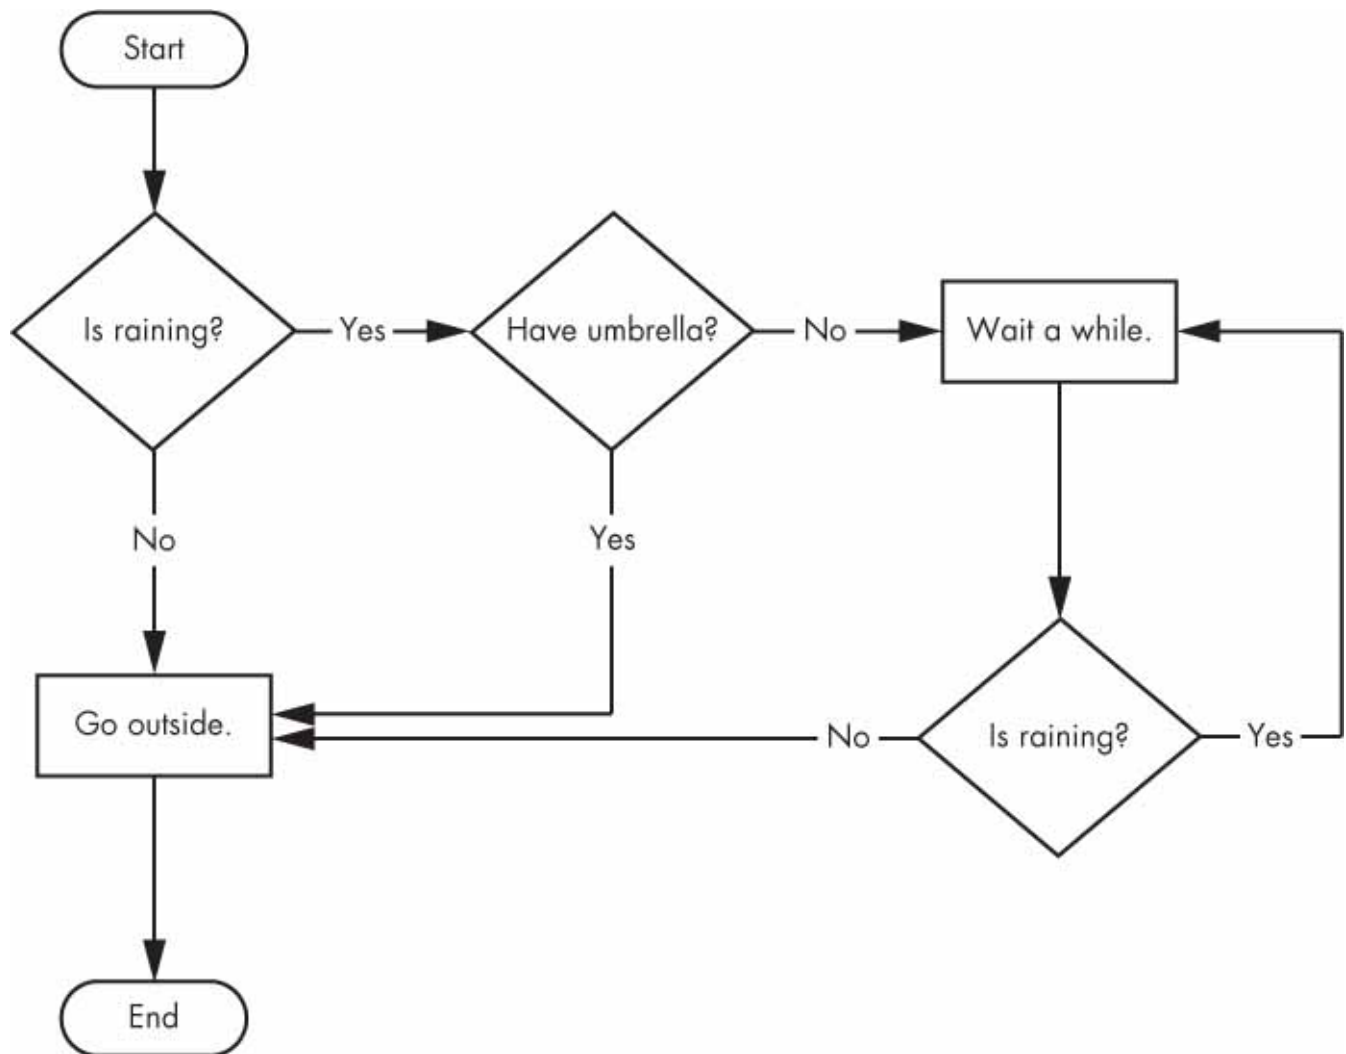 Start
Is raining?
Yes
Have umbrella?
No
Wait a while.
No
Yes
Go outside.
No
Is raining?
Yes
End